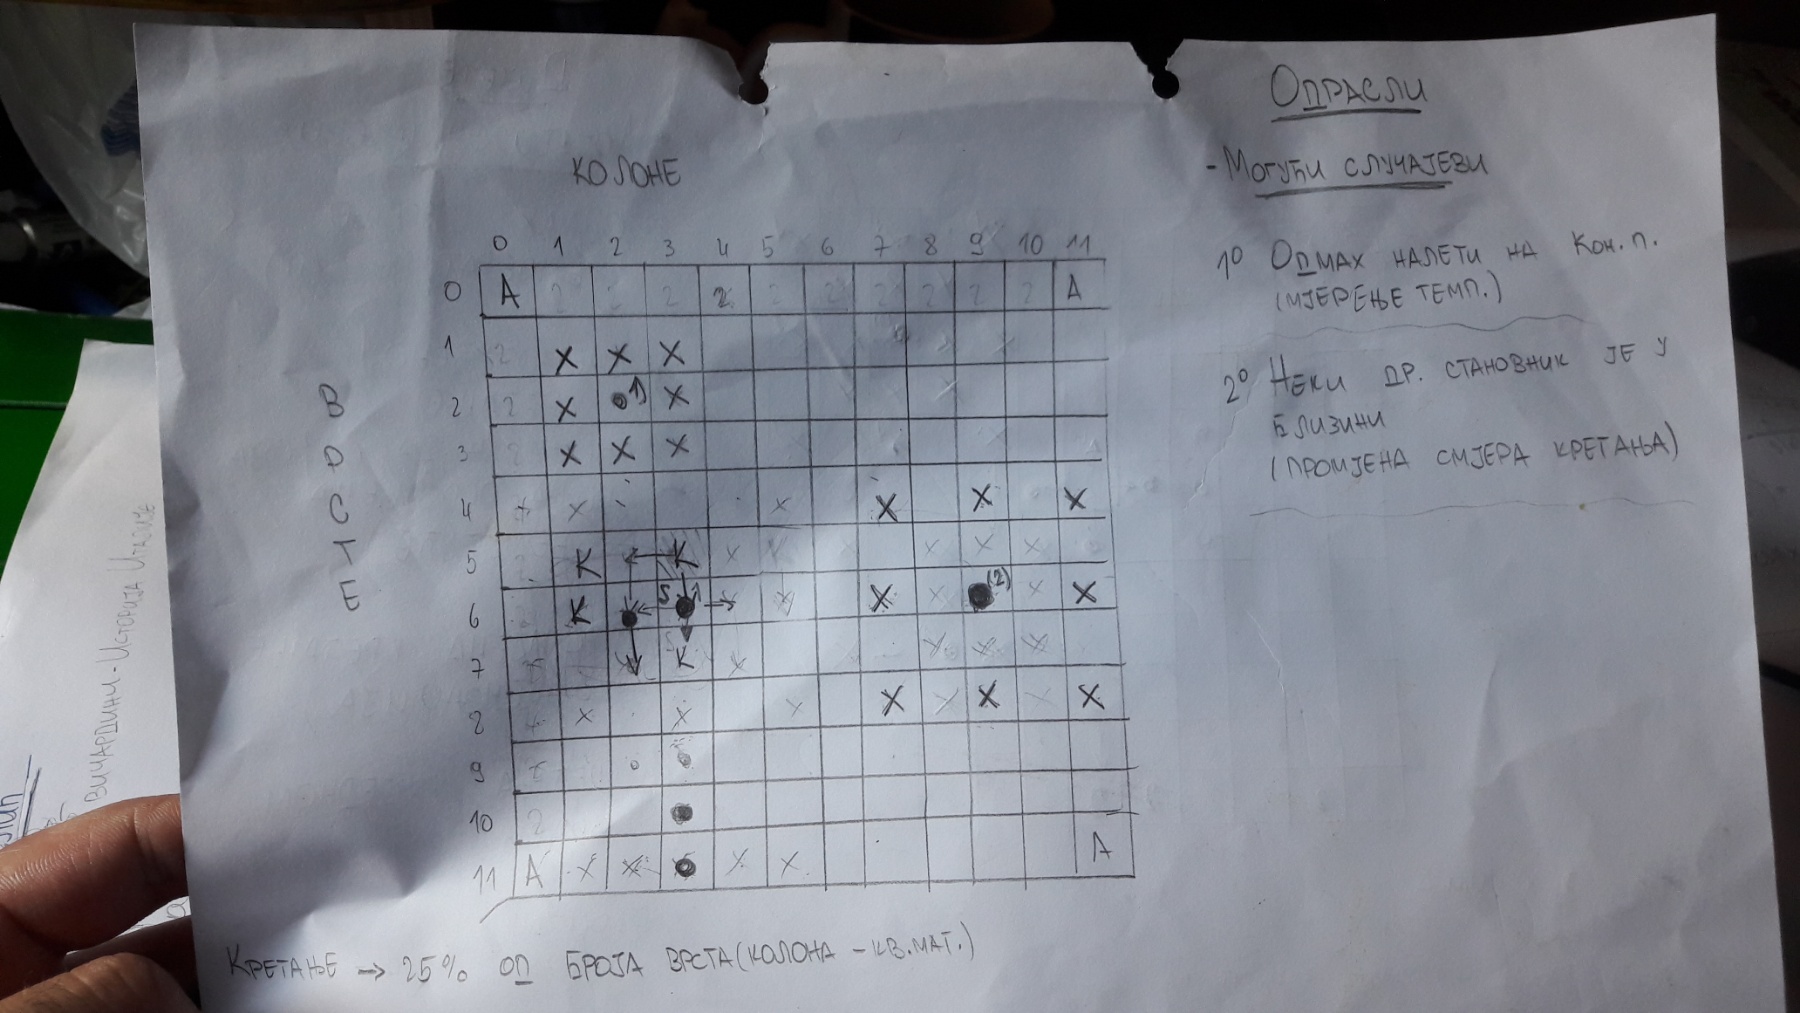 Одрасли
КОЛОНЕ
- Могући случајеви
0 1 2 3 4 5 6 7 8 9 10 11
0 A 2 2 2 2 2 2 2 2 2 2 A
1⁰ Одмах налети на Кон. п.
(мјерење темп.)
1 2 X X X
2⁰ Неки др. становник је у
близини
(промјена смјера кретања)
ВРСТЕ
2 2 X 1) X
3 2 X X X
4 X X X X X
5 K K X X X X
6 K S X X (2) X X
7 K X X X X
8 X X X X X X X
9
10 2
11 A X X X X X A
Кретање → 25% од броја врста (колона - кв. мат.)
Вичардини - Историја Италије